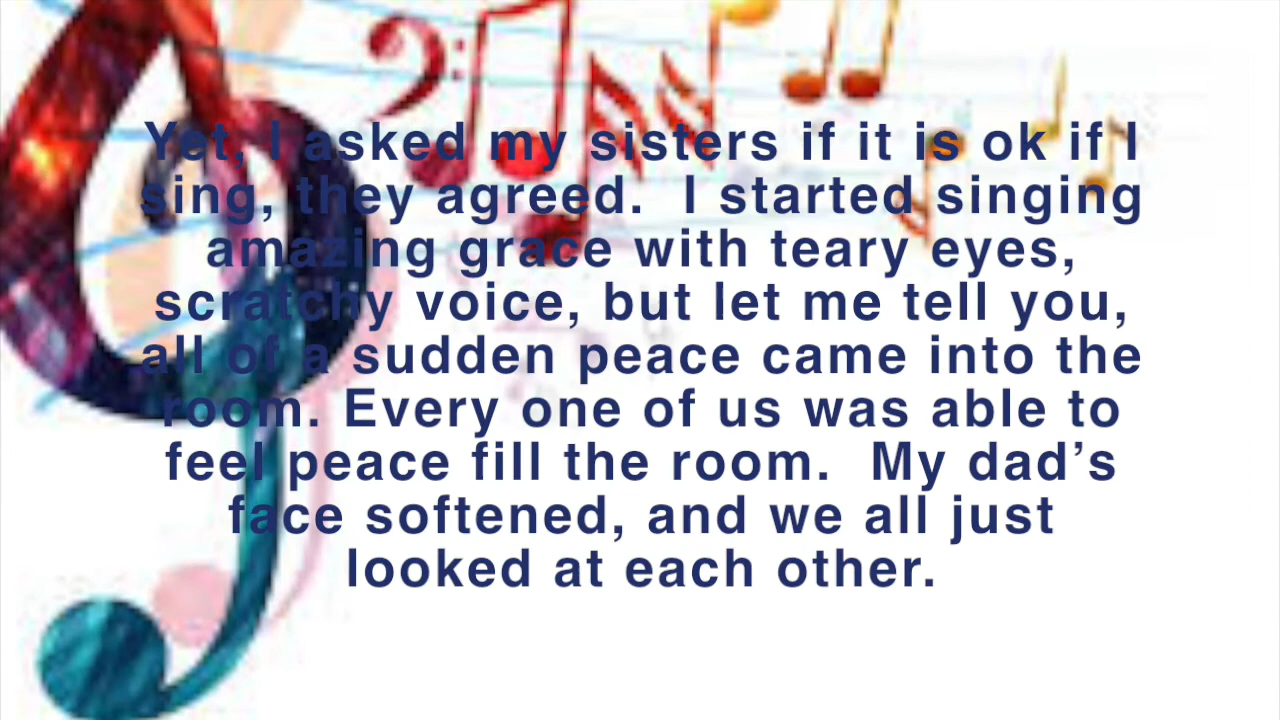 Yet, I asked my sisters if it is ok if I
sing, they agreed.  I started singing
amazing grace with teary eyes,
scratchy voice, but let me tell you,
all of a sudden peace came into the
room. Every one of us was able to
feel peace fill the room.  My dad’s
face softened, and we all just
looked at each other.